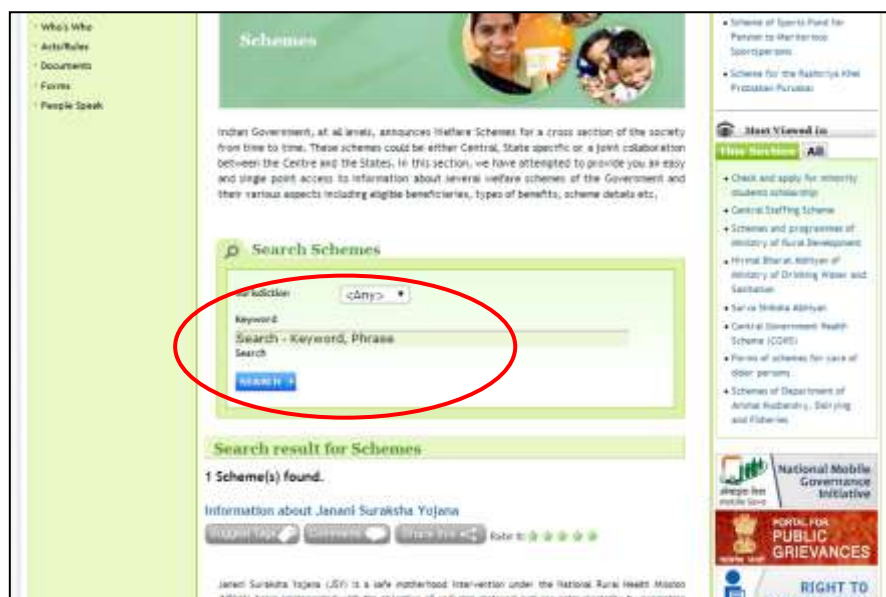 Who's Who
Acts/Rules
Documents
Forms
People Speak
Schemes
Indian Government, at all levels, announces Welfare Schemes for a cross section of the society
from time to time. These schemes could be either Central, State specific or a joint collaboration
between the Centre and the States. In this section, we have attempted to provide you an easy
and single point access to information about several welfare schemes of the Government and
their various aspects including eligible beneficiaries, types of benefits, scheme details etc.
Search Schemes
Jurisdiction
<Any>
Keyword
Search - Keyword, Phrase
Search
SEARCH
Search result for Schemes
1 Scheme(s) found.
Information about Janani Suraksha Yojana
Suggest Tags
Comments
Share this
Rate It
Janani Suraksha Yojana (JSY) is a safe motherhood intervention under the National Rural Health Mission
Scheme of Sports Fund for
Pension to Meritorious
Sportspersons
Scheme for the Rashtriya Khel
Protsahan Puruskar
Most Viewed in
This Section
All
Check and apply for minority
students scholarship
Central Staffing Scheme
Schemes and programmes of
Ministry of Rural Development
Nirmal Bharat Abhiyan of
Ministry of Drinking Water and
Sanitation
Sarva Shiksha Abhiyan
Central Government Health
Scheme (CGHS)
Forms of schemes for care of
older persons
Schemes of Department of
Animal Husbandry, Dairying
and Fisheries
National Mobile
Governance
Initiative
PORTAL FOR
PUBLIC
GRIEVANCES
RIGHT TO